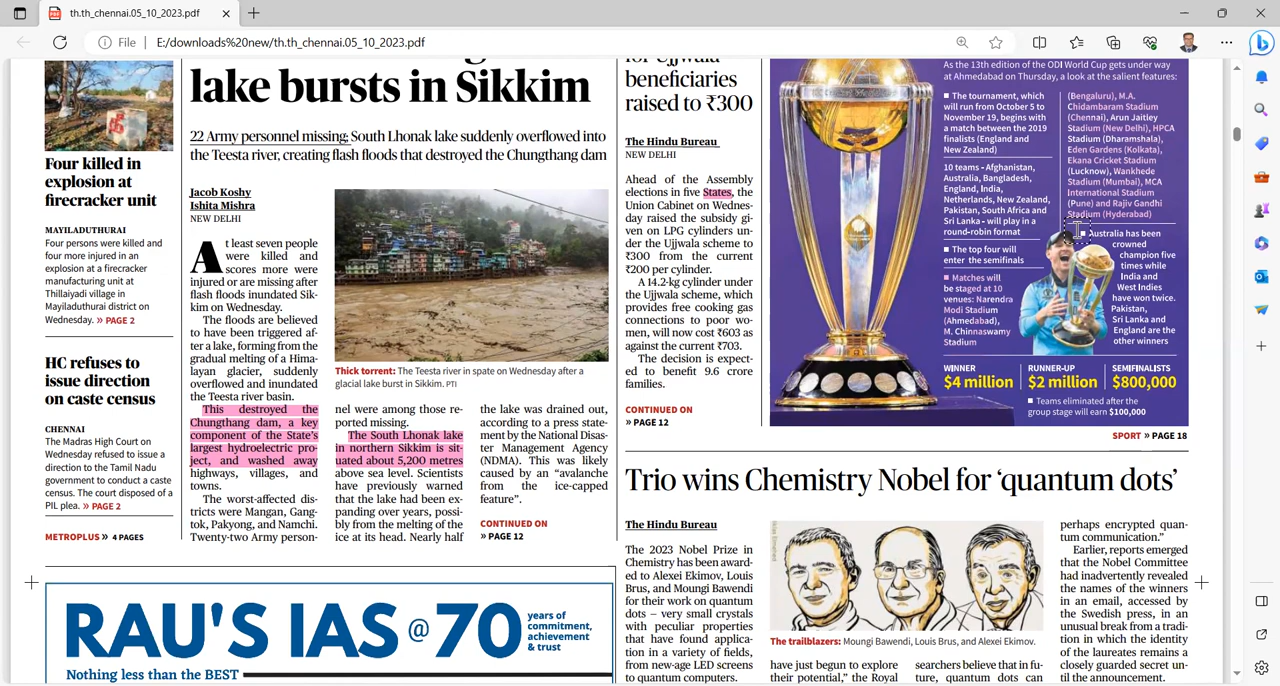 th.th_chennai.05_10_2023.pdf
File
E:/downloads%20new/th.th_chennai.05_10_2023.pdf
Four killed in
explosion at
firecracker unit
MAYILADUTHURAI
Four persons were killed and
four more injured in an
explosion at a firecracker
manufacturing unit at
Thillaiyadi village in
Mayiladuthurai district on
Wednesday. » PAGE 2
HC refuses to
issue direction
on caste census
CHENNAI
The Madras High Court on
Wednesday refused to issue a
direction to the Tamil Nadu
government to conduct a caste
census. The court disposed of a
PIL plea. » PAGE 2
METROPLUS » 4 PAGES
lake bursts in Sikkim
22 Army personnel missing; South Lhonak lake suddenly overflowed into
the Teesta river, creating flash floods that destroyed the Chungthang dam
Jacob Koshy
Ishita Mishra
NEW DELHI
At least seven people
were killed and
scores more were
injured or are missing after
flash floods inundated Sik-
kim on Wednesday.
The floods are believed
to have been triggered af-
ter a lake, forming from the
gradual melting of a Hima-
layan glacier, suddenly
overflowed and inundated
the Teesta river basin.
This destroyed the
Chungthang dam, a key
component of the State's
largest hydroelectric pro-
ject, and washed away
highways, villages, and
towns.
The worst-affected dis-
tricts were Mangan, Gang-
tok, Pakyong, and Namchi.
Twenty-two Army person-
Thick torrent: The Teesta river in spate on Wednesday after a
glacial lake burst in Sikkim. PTI
nel were among those re-
ported missing.
The South Lhonak lake
in northern Sikkim is sit-
uated about 5,200 metres
above sea level. Scientists
have previously warned
that the lake had been ex-
panding over years, possi-
bly from the melting of the
ice at its head. Nearly half
the lake was drained out,
according to a press state-
ment by the National Disas-
ter Management Agency
(NDMA). This was likely
caused by an “avalanche
from the ice-capped
feature”.
CONTINUED ON
» PAGE 12
for Ujjwala
beneficiaries
raised to ₹300
The Hindu Bureau
NEW DELHI
Ahead of the Assembly
elections in five States, the
Union Cabinet on Wednes-
day raised the subsidy gi-
ven on LPG cylinders un-
der the Ujjwala scheme to
₹300 from the current
₹200 per cylinder.
A 14.2-kg cylinder under
the Ujjwala scheme, which
provides free cooking gas
connections to poor wo-
men, will now cost ₹603 as
against the current ₹703.
The decision is expect-
ed to benefit 9.6 crore
families.
CONTINUED ON
» PAGE 12
As the 13th edition of the ODI World Cup gets under way
at Ahmedabad on Thursday, a look at the salient features:
■ The tournament, which
will run from October 5 to
November 19, begins with
a match between the 2019
finalists (England and
New Zealand)
10 teams - Afghanistan,
Australia, Bangladesh,
England, India,
Netherlands, New Zealand,
Pakistan, South Africa and
Sri Lanka - will play in a
round-robin format
■ The top four will
enter the semifinals
■ Matches will
be staged at 10
venues: Narendra
Modi Stadium
(Ahmedabad),
M. Chinnaswamy
Stadium
(Bengaluru), M.A.
Chidambaram Stadium
(Chennai), Arun Jaitley
Stadium (New Delhi), HPCA
Stadium (Dharamshala),
Eden Gardens (Kolkata),
Ekana Cricket Stadium
(Lucknow), Wankhede
Stadium (Mumbai), MCA
International Stadium
(Pune) and Rajiv Gandhi
Stadium (Hyderabad)
■ Australia has been
crowned
champion five
times while
India and
West Indies
have won twice.
Pakistan,
Sri Lanka and
England are the
other winners
WINNER
$4 million
RUNNER-UP
$2 million
SEMIFINALISTS
$800,000
■ Teams eliminated after the
group stage will earn $100,000
SPORT » PAGE 18
Trio wins Chemistry Nobel for ‘quantum dots’
The Hindu Bureau
The 2023 Nobel Prize in
Chemistry has been award-
ed to Alexei Ekimov, Louis
Brus, and Moungi Bawendi
for their work on quantum
dots – very small crystals
with peculiar properties
that have found applica-
tion in a variety of fields,
from new-age LED screens
to quantum computers.
The trailblazers: Moungi Bawendi, Louis Brus, and Alexei Ekimov.
have just begun to explore
their potential,” the Royal
searchers believe that in fu-
ture, quantum dots can
perhaps encrypted quan-
tum communication.”
Earlier, reports emerged
that the Nobel Committee
had inadvertently revealed
the names of the winners
in an email, accessed by
the Swedish press, in an
unusual break from a tradi-
tion in which the identity
of the laureates remains a
closely guarded secret un-
til the announcement.
RAU'S IAS @ 70
years of
commitment,
achievement
& trust
Nothing less than the BEST